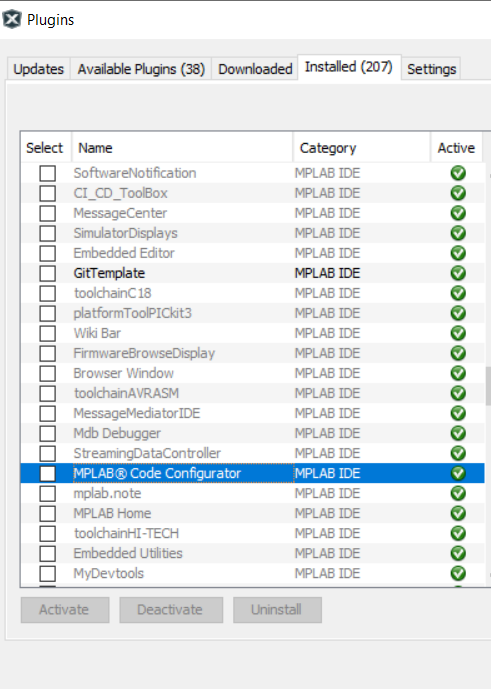 Plugins
Updates Available Plugins (38) Downloaded Installed (207) Settings
Select Name Category Active
SoftwareNotification MPLAB IDE
CI_CD_ToolBox MPLAB IDE
MessageCenter MPLAB IDE
SimulatorDisplays MPLAB IDE
Embedded Editor MPLAB IDE
GitTemplate MPLAB IDE
toolchainC18 MPLAB IDE
platformToolPICkit3 MPLAB IDE
Wiki Bar MPLAB IDE
FirmwareBrowseDisplay MPLAB IDE
Browser Window MPLAB IDE
toolchainAVRASM MPLAB IDE
MessageMediatorIDE MPLAB IDE
Mdb Debugger MPLAB IDE
StreamingDataController MPLAB IDE
MPLAB® Code Configurator MPLAB IDE
mplab.note MPLAB IDE
MPLAB Home MPLAB IDE
toolchainHI-TECH MPLAB IDE
Embedded Utilities MPLAB IDE
MyDevtools MPLAB IDE
Activate Deactivate Uninstall